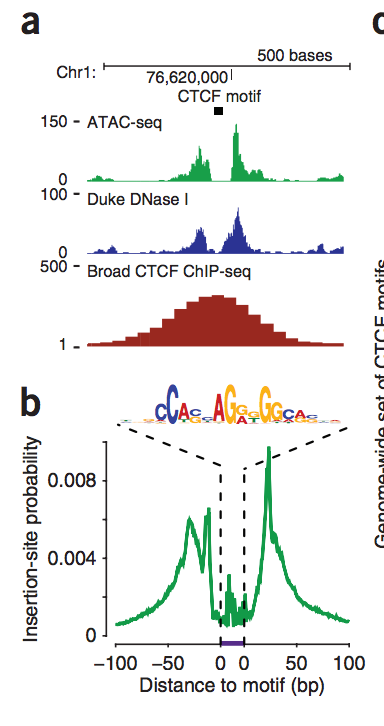 a
500 bases
Chr1:
76,620,000
CTCF motif
150
ATAC-seq
0
100
Duke DNase I
0
500
Broad CTCF ChIP-seq
1
c
b
CCAGCAGGGGGCAC
Insertion-site probability
0.008
0.004
0
−100 −50 0 0 50 100
Distance to motif (bp)
Genome-wide set of CTCF motifs